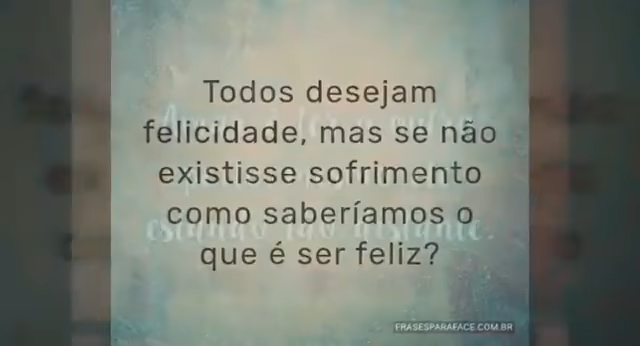 Todos desejam
felicidade, mas se não
existisse sofrimento
como saberíamos o
que é ser feliz?
FRASESPARAFACE.COM.BR